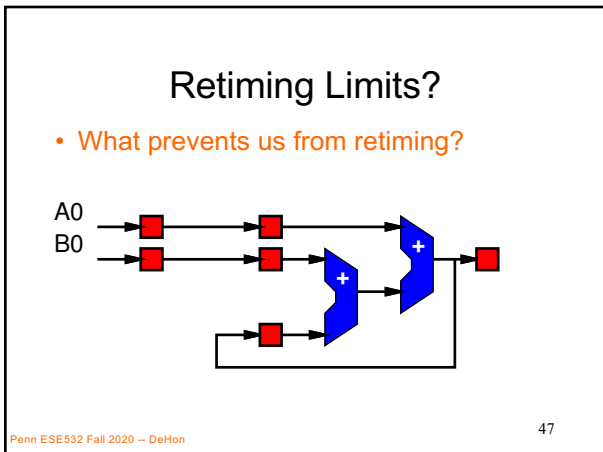 Retiming Limits?
• What prevents us from retiming?
A0
B0
+
+
Penn ESE532 Fall 2020 -- DeHon
47